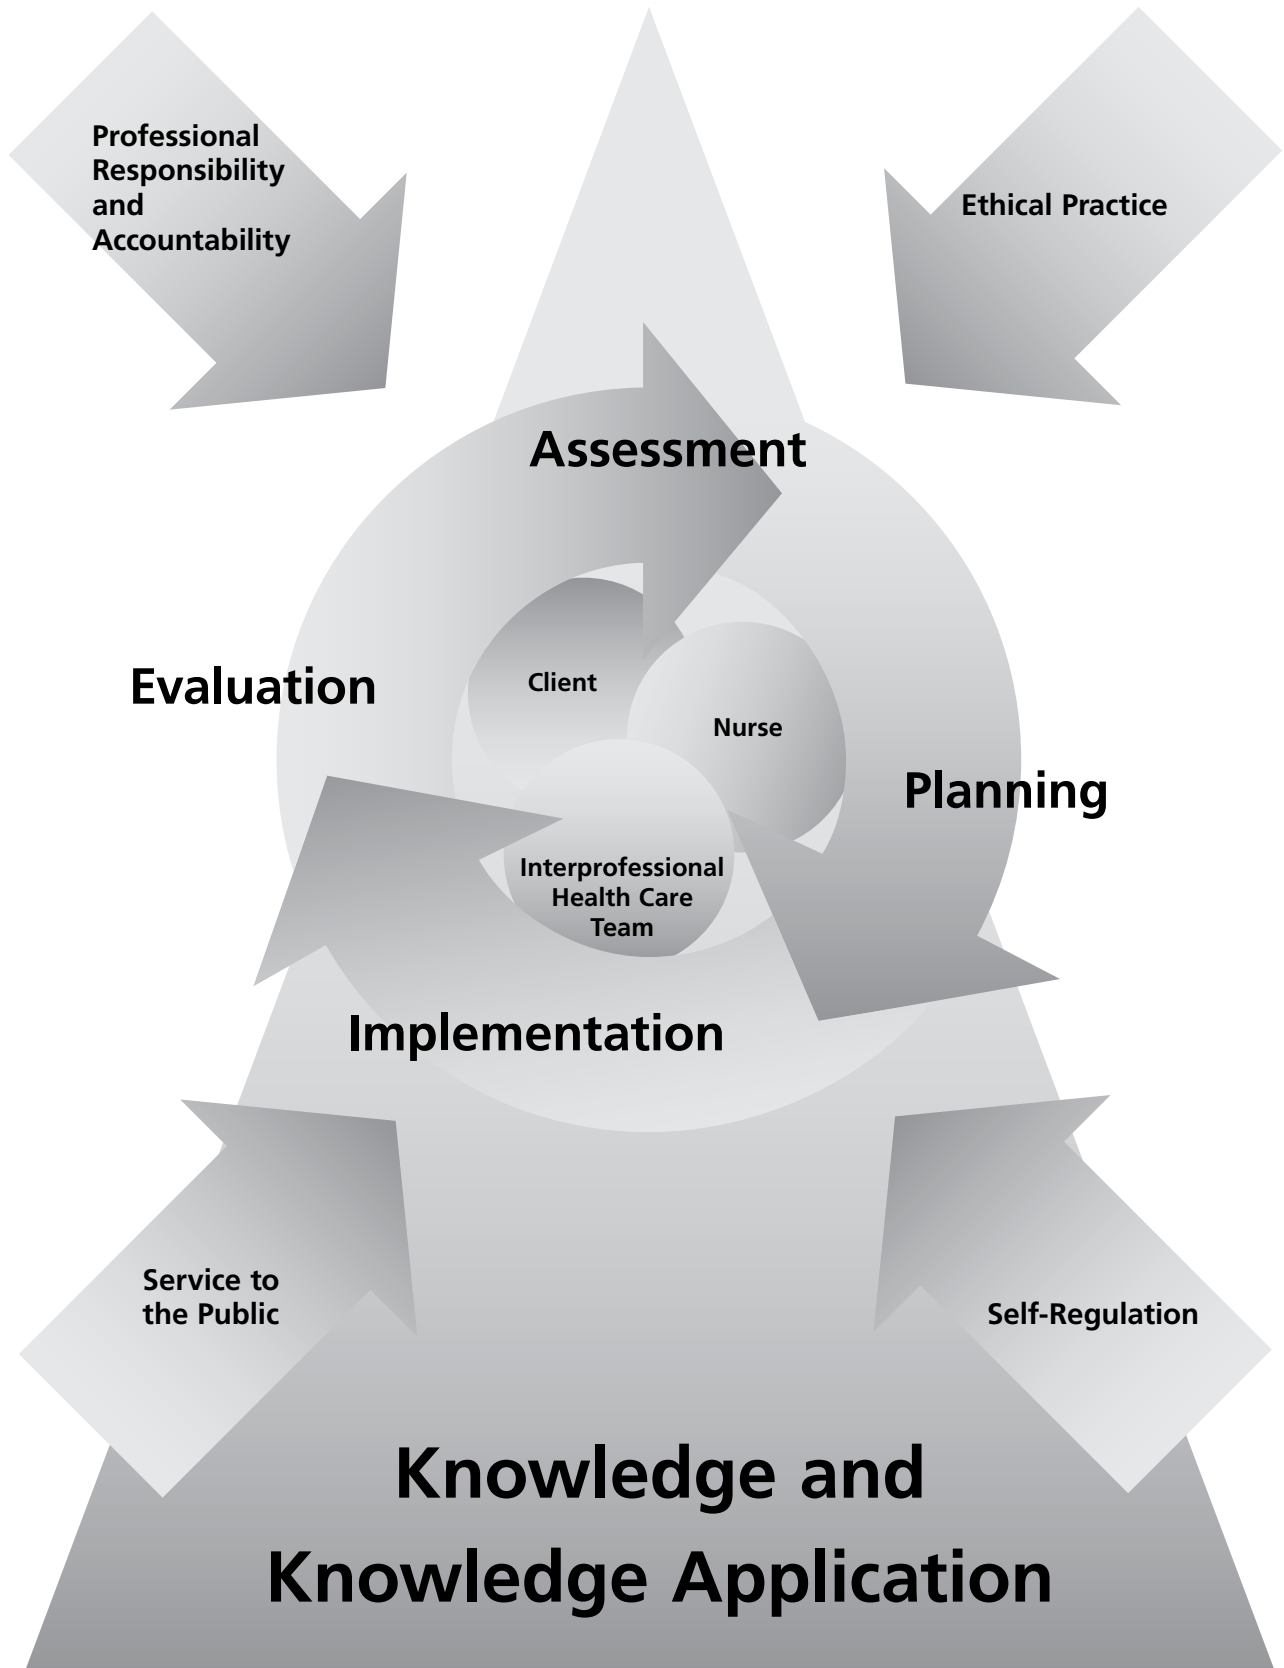 Professional
Responsibility
and
Accountability
Ethical Practice
Assessment
Evaluation
Client
Nurse
Planning
Interprofessional
Health Care
Team
Implementation
Service to
the Public
Self-Regulation
Knowledge and
Knowledge Application